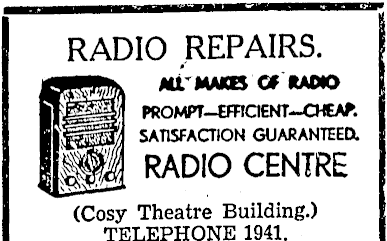 RADIO REPAIRS.
ALL MAKES OF RADIO
PROMPT—EFFICIENT—CHEAP.
SATISFACTION GUARANTEED.
RADIO CENTRE
(Cosy Theatre Building.)
TELEPHONE 1941.